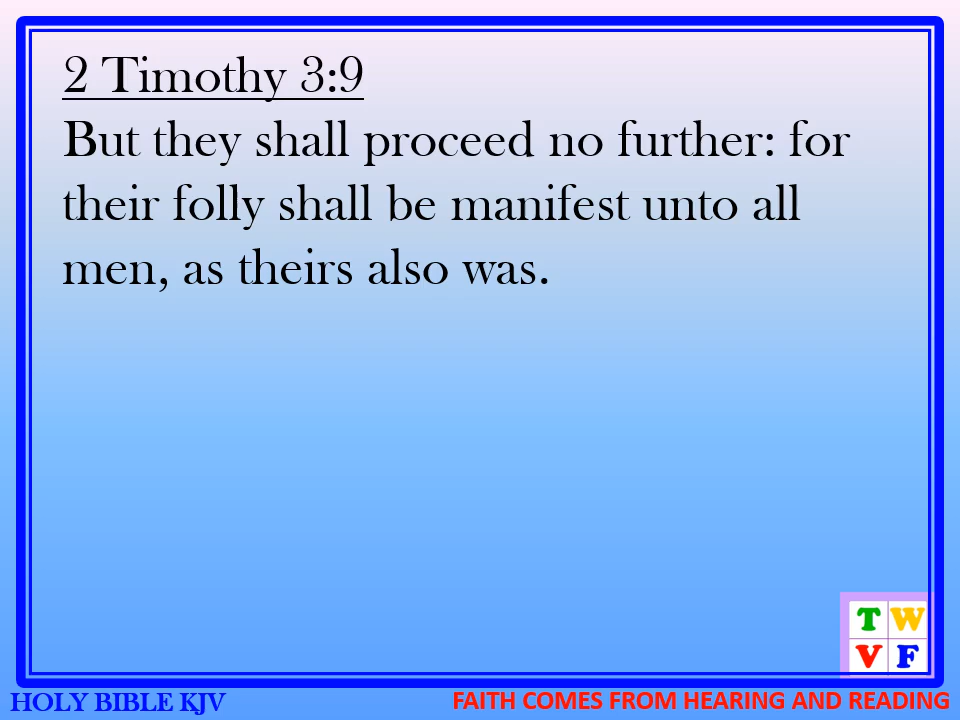 2 Timothy 3:9
But they shall proceed no further: for
their folly shall be manifest unto all
men, as theirs also was.
T W
V F
HOLY BIBLE KJV
FAITH COMES FROM HEARING AND READING